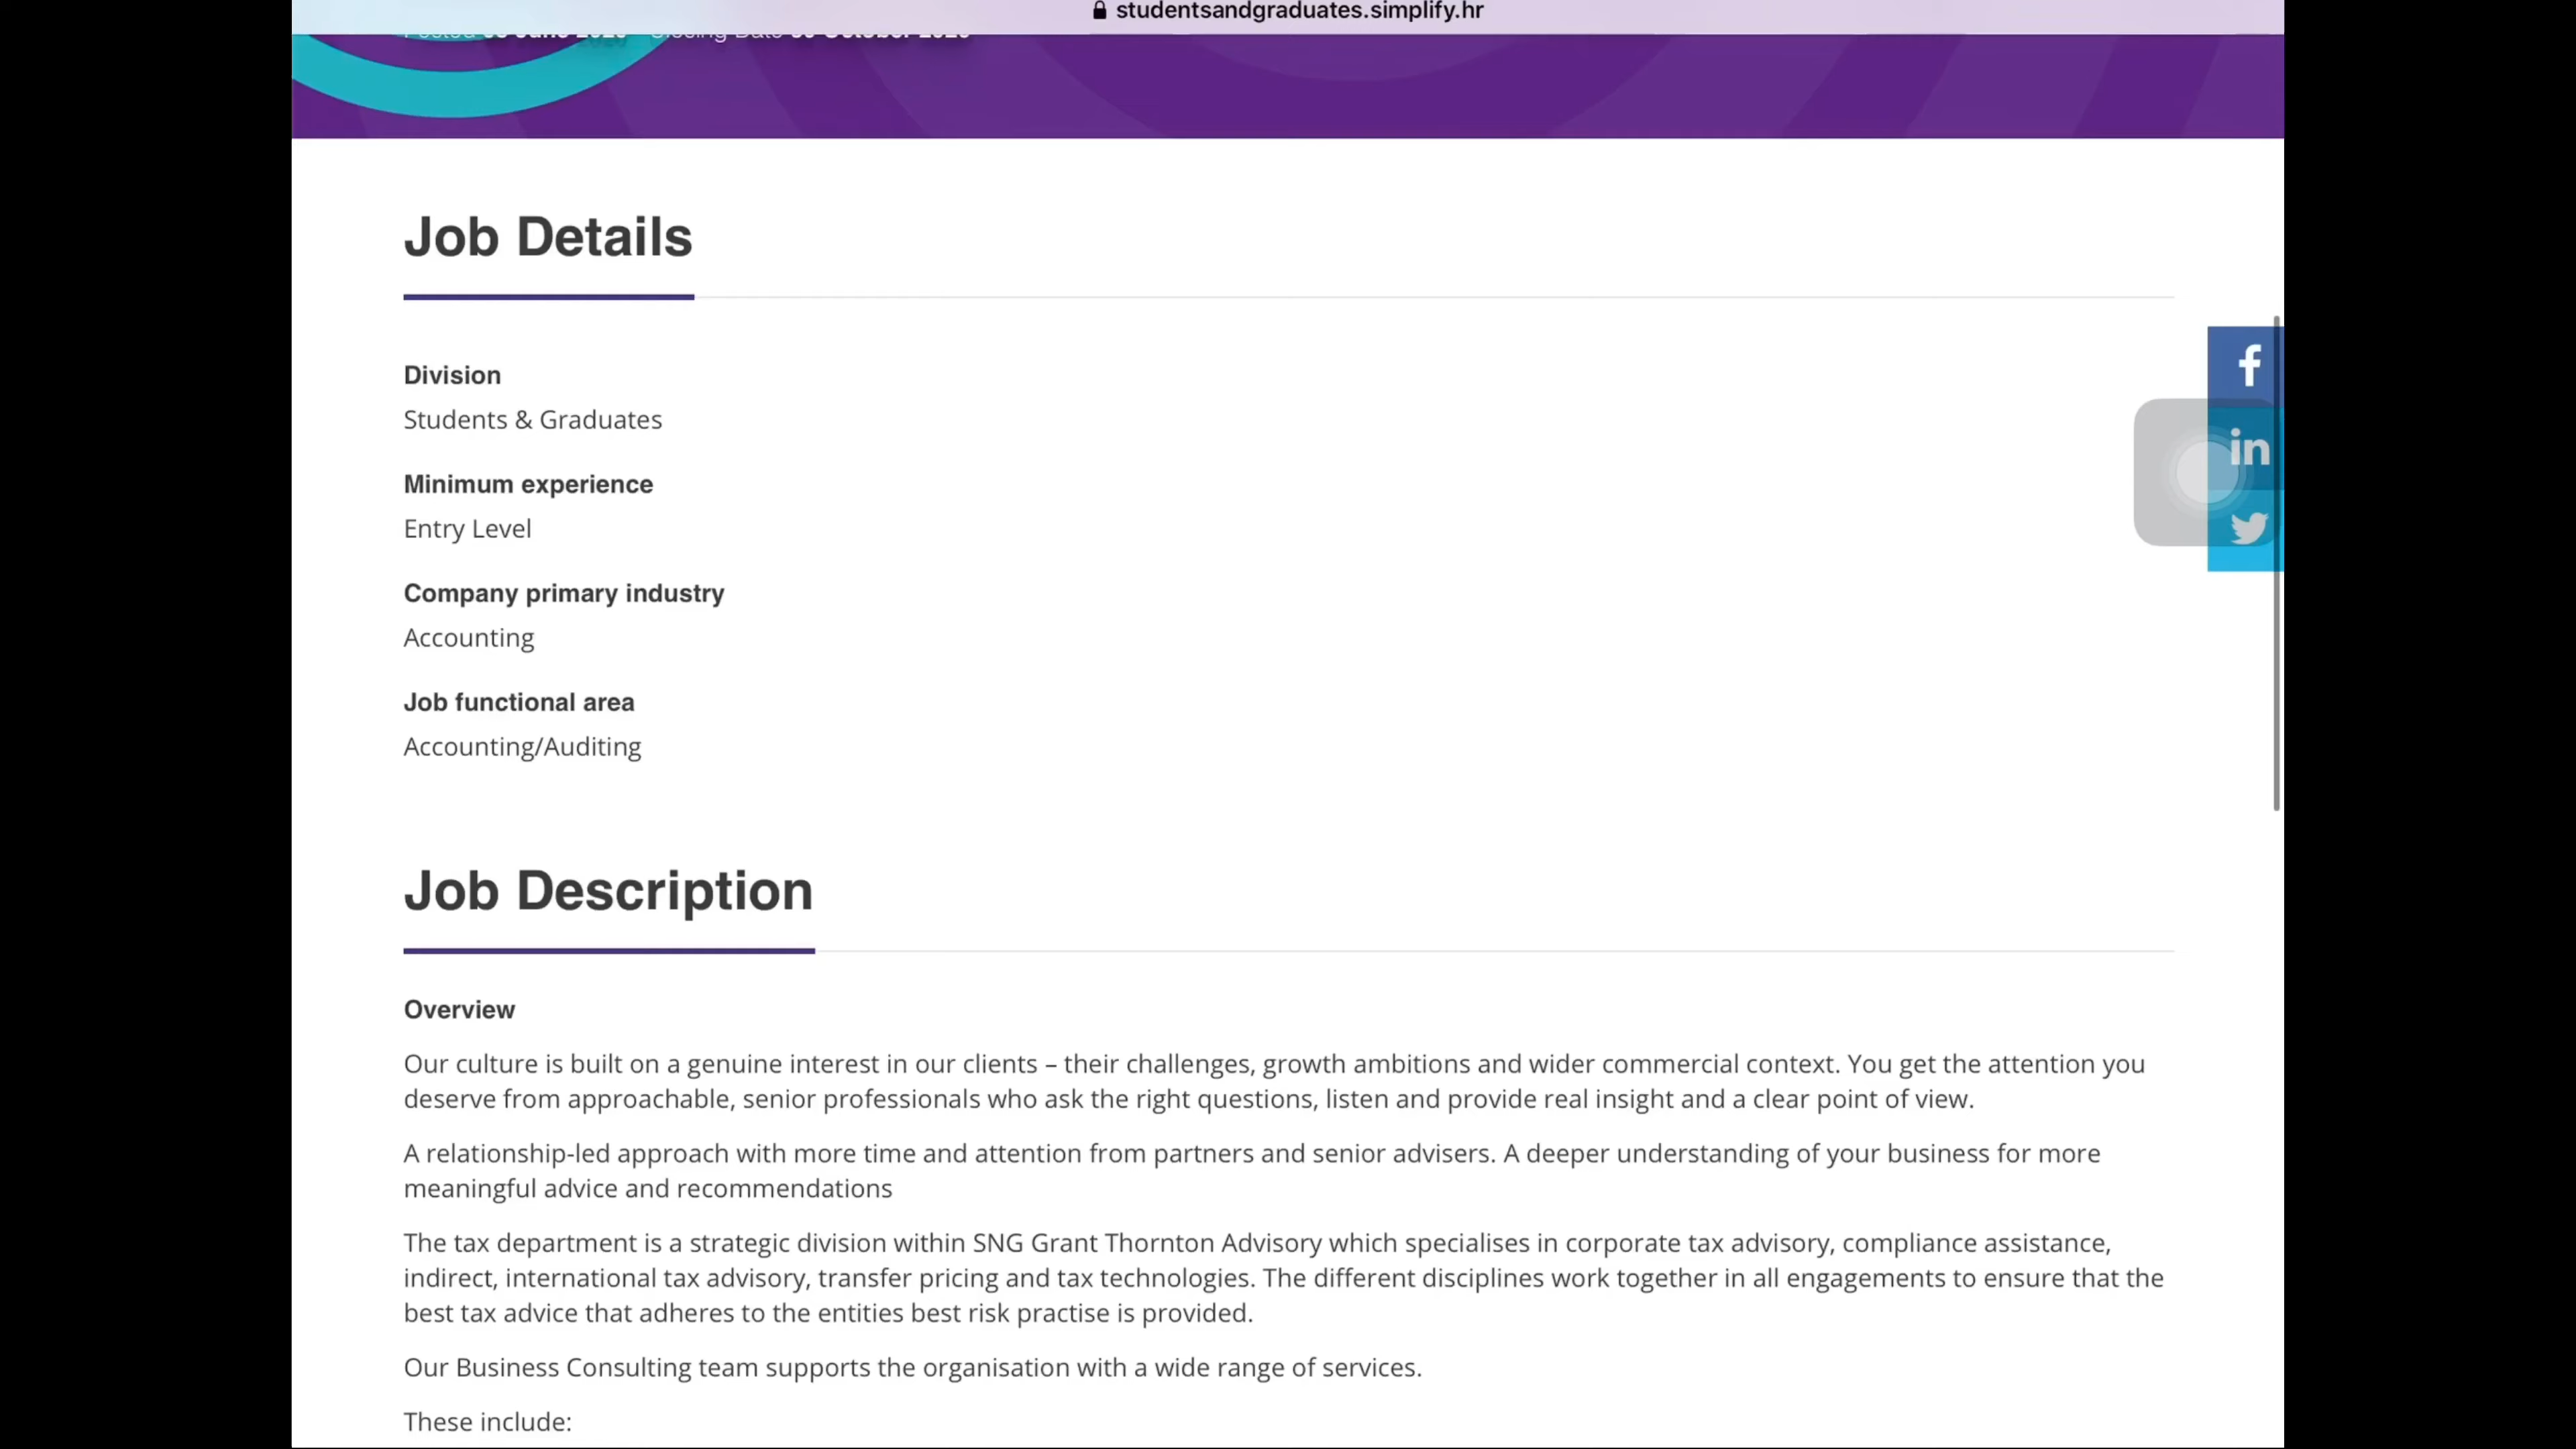 studentsandgraduates.simplify.hr
Job Details
Division
Students & Graduates
Minimum experience
Entry Level
Company primary industry
Accounting
Job functional area
Accounting/Auditing
Job Description
Overview
Our culture is built on a genuine interest in our clients – their challenges, growth ambitions and wider commercial context. You get the attention you
deserve from approachable, senior professionals who ask the right questions, listen and provide real insight and a clear point of view.
A relationship-led approach with more time and attention from partners and senior advisers. A deeper understanding of your business for more
meaningful advice and recommendations
The tax department is a strategic division within SNG Grant Thornton Advisory which specialises in corporate tax advisory, compliance assistance,
indirect, international tax advisory, transfer pricing and tax technologies. The different disciplines work together in all engagements to ensure that the
best tax advice that adheres to the entities best risk practise is provided.
Our Business Consulting team supports the organisation with a wide range of services.
These include: